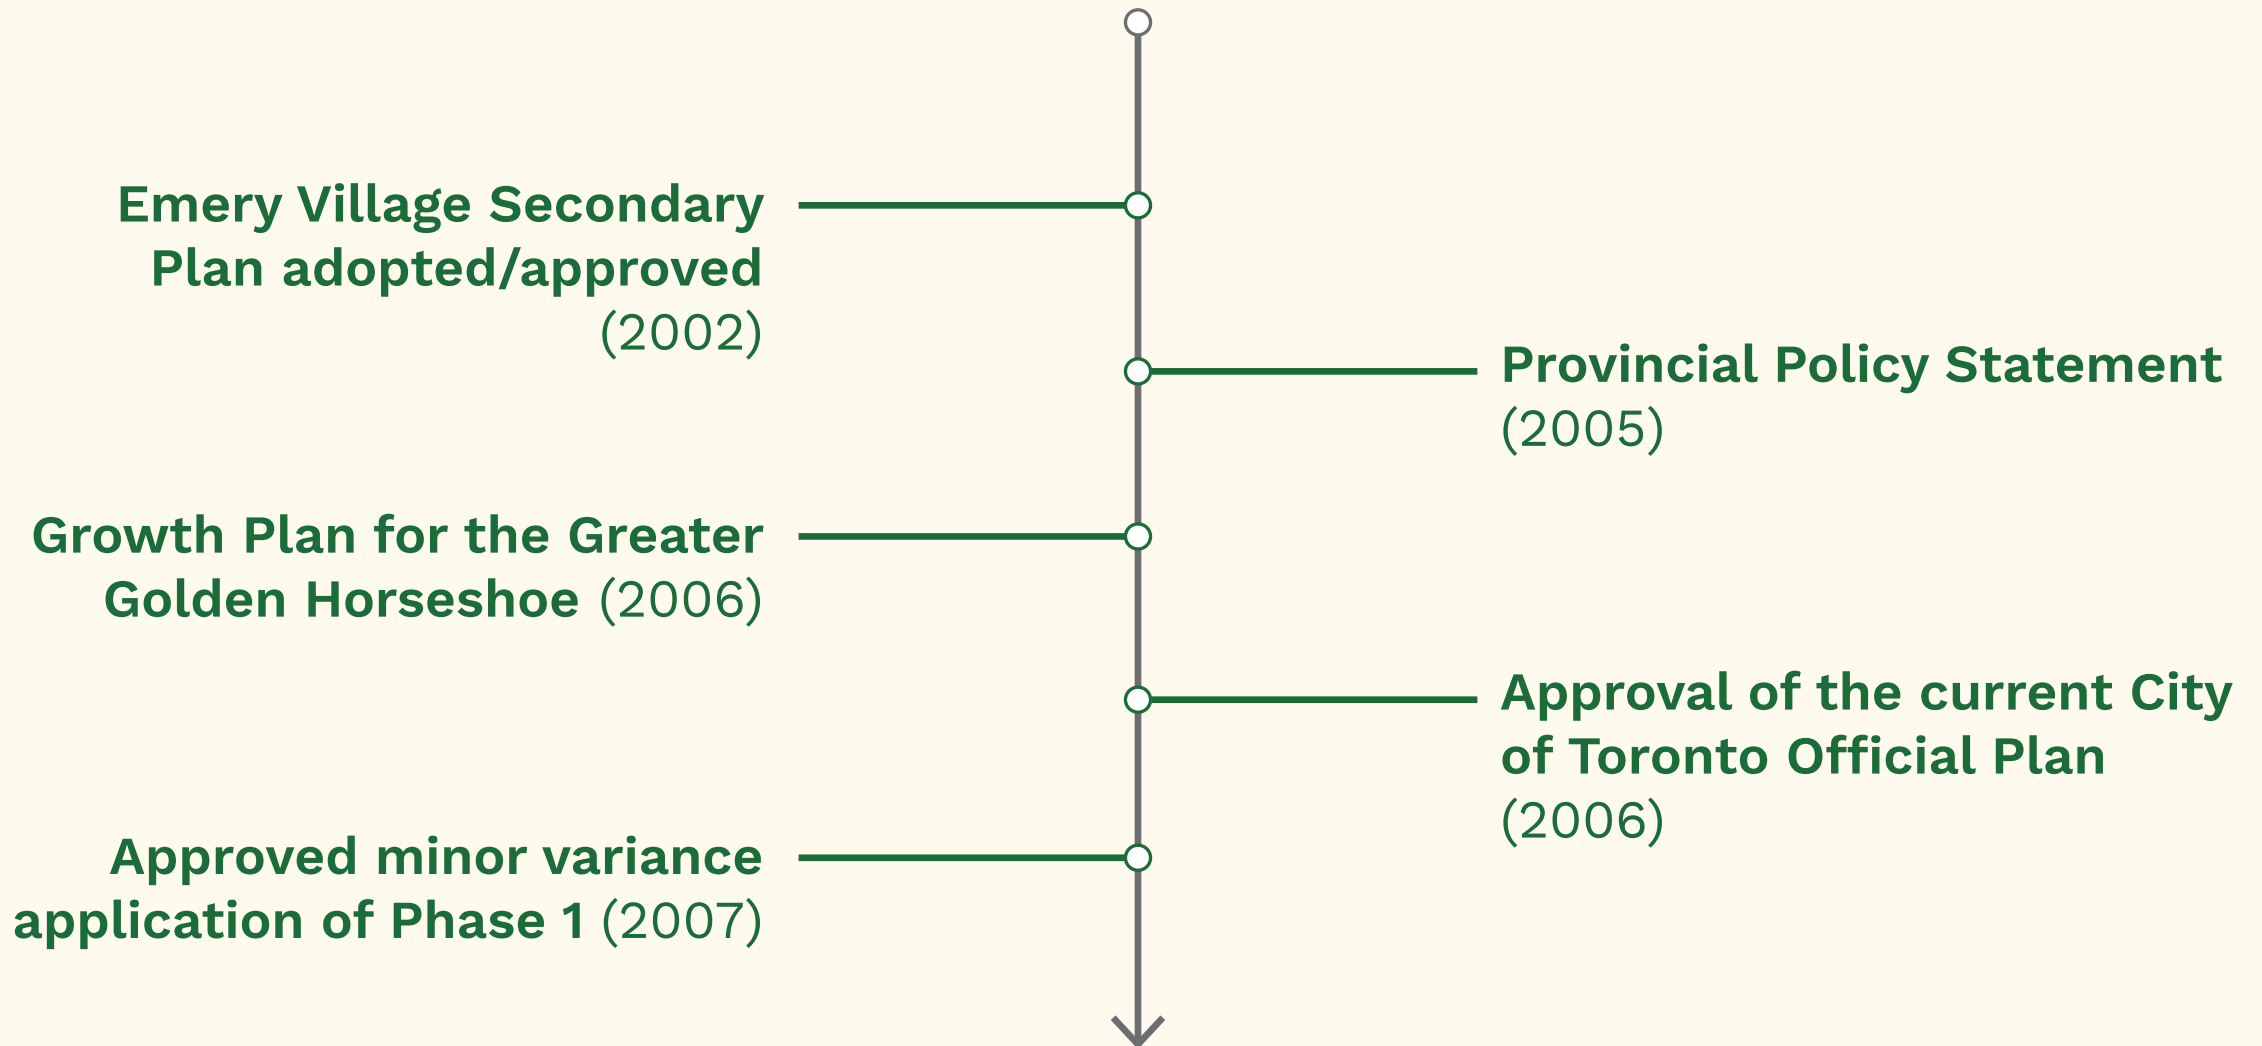 Emery Village Secondary
Plan adopted/approved
(2002)
Provincial Policy Statement
(2005)
Growth Plan for the Greater
Golden Horseshoe (2006)
Approval of the current City
of Toronto Official Plan
(2006)
Approved minor variance
application of Phase 1 (2007)